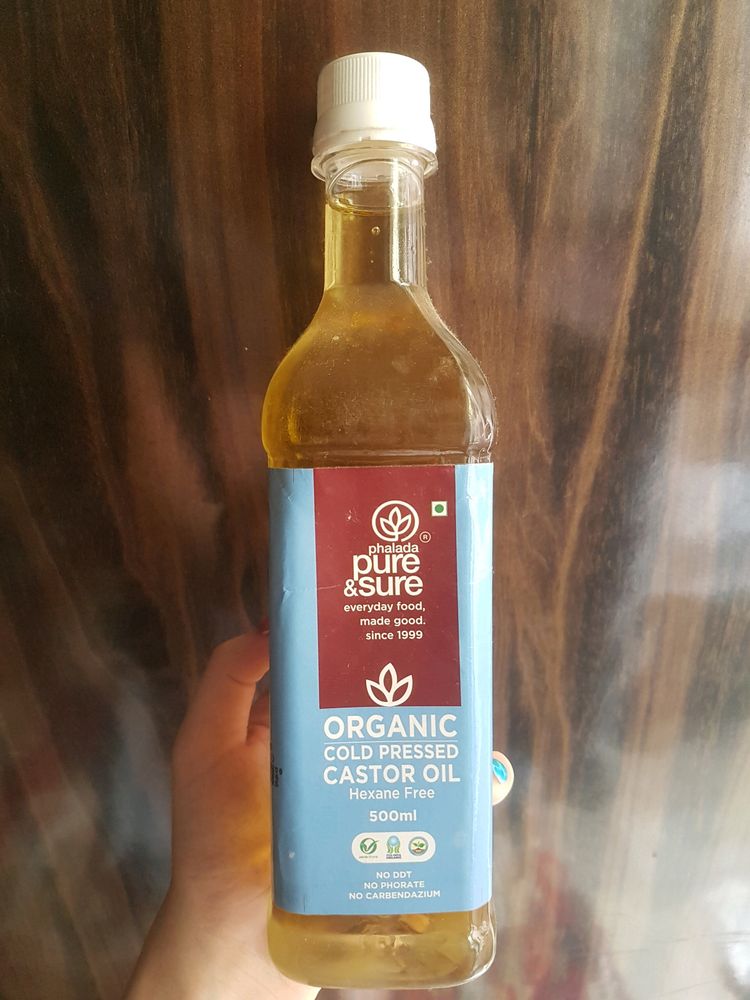 phalada
pure
&sure
®
everyday food,
made good.
since 1999
ORGANIC
COLD PRESSED
CASTOR OIL
Hexane Free
500ml
NO DDT
NO PHORATE
NO CARBENDAZIUM